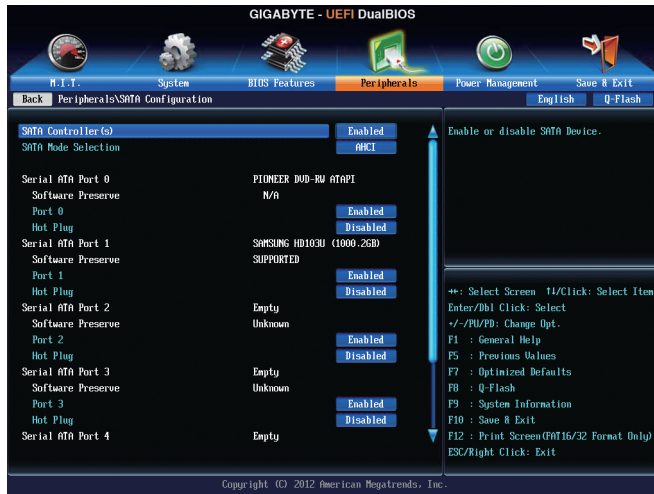 GIGABYTE - UEFI DualBIOS
M.I.T. System BIOS Features Peripherals Power Management Save & Exit
Back Peripherals\SATA Configuration English Q-Flash
SATA Controller(s) Enabled
SATA Mode Selection AHCI
Serial ATA Port 0 PIONEER DVD-RW ATAPI
Software Preserve N/A
Port 0 Enabled
Hot Plug Disabled
Serial ATA Port 1 SAMSUNG HD103U (1000.2GB)
Software Preserve SUPPORTED
Port 1 Enabled
Hot Plug Disabled
Serial ATA Port 2 Empty
Software Preserve Unknown
Port 2 Enabled
Hot Plug Disabled
Serial ATA Port 3 Empty
Software Preserve Unknown
Port 3 Enabled
Hot Plug Disabled
Serial ATA Port 4 Empty
Enable or disable SATA Device.
→←: Select Screen ↑↓/Click: Select Item
Enter/Dbl Click: Select
+/-/PU/PD: Change Opt.
F1 : General Help
F5 : Previous Values
F7 : Optimized Defaults
F8 : Q-Flash
F9 : System Information
F10 : Save & Exit
F12 : Print Screen(FAT16/32 Format Only)
ESC/Right Click: Exit
Copyright (C) 2012 American Megatrends, Inc.